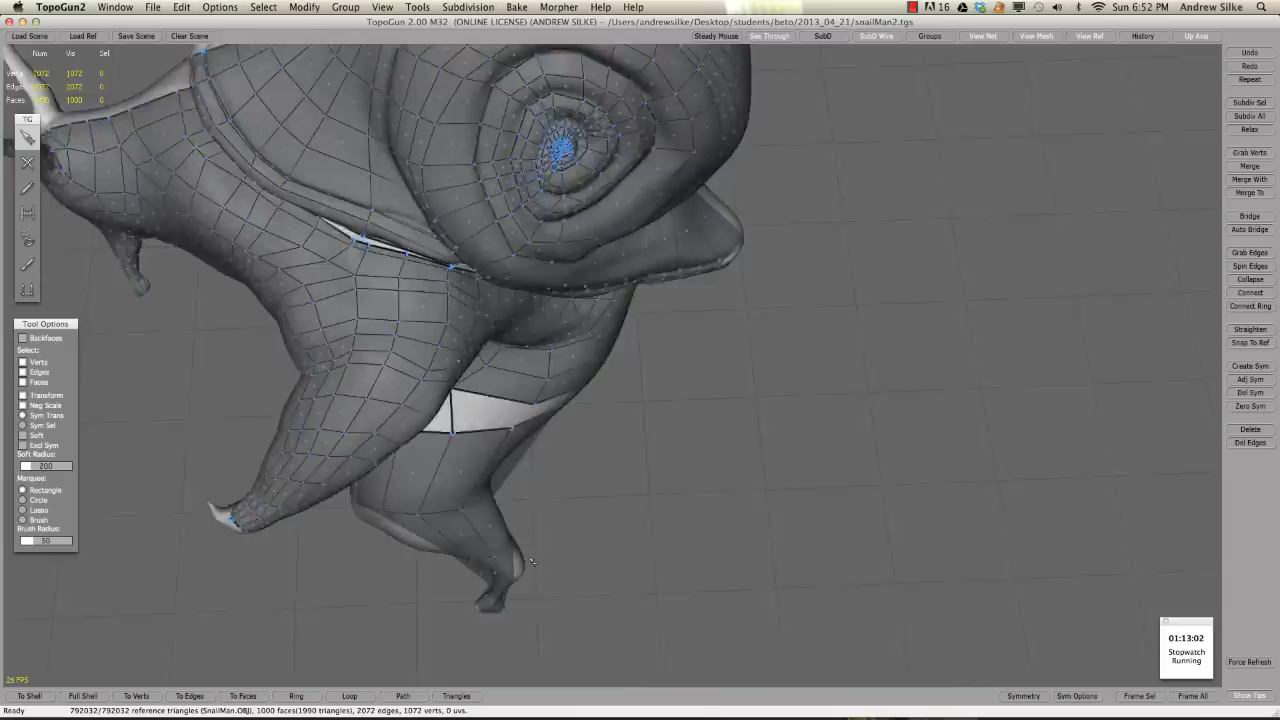 TopoGun2 Window File Edit Options Select Modify Tools Subdivision Bake Morpher Help Help 16 Sun 6:52 PM Andrew Silke
TopoGun 2.00 M32 (ONLINE LICENSE) (ANDREW SILKE) – /Users/andrewsilke/Desktop/students/beto/2013_04_21/snailMan2.tgs
Load Scene Load Ref Save Scene Clear Scene Steady Mouse See Through SubD SubD Wire Groups View Net View Mesh View Ref History Up Axis
Num Vis Sel
1072 1072 0
Edges 2072 0
Faces 1000 0
TG
Tool Options
Backfaces
Select:
Verts
Edges
Faces
Transform
Neg Scale
Sym Trans
Sym Sel
Soft
Excl Sym
Soft Radius:
200
Marquee:
Rectangle
Circle
Lasso
Brush
Brush Radius:
50
Undo
Redo
Repeat
Subdiv Sel
Subdiv All
Relax
Grab Verts
Merge
Merge With
Merge To
Bridge
Auto Bridge
Grab Edges
Spin Edges
Collapse
Connect
Connect Ring
Straighten
Snap To Ref
Create Sym
Adj Sym
Del Sym
Zero Sym
Delete
Del Edges
01:13:02
Stopwatch
Running
Force Refresh
26 FPS
To Shell Full Shell To Verts To Edges To Faces Ring Loop Path Triangles Symmetry Sym Options Frame Sel Frame All Show Tips
Ready 792032/792032 reference triangles (SnailMan.OBJ), 1000 faces(1990 triangles), 2072 edges, 1072 verts, 0 uvs.